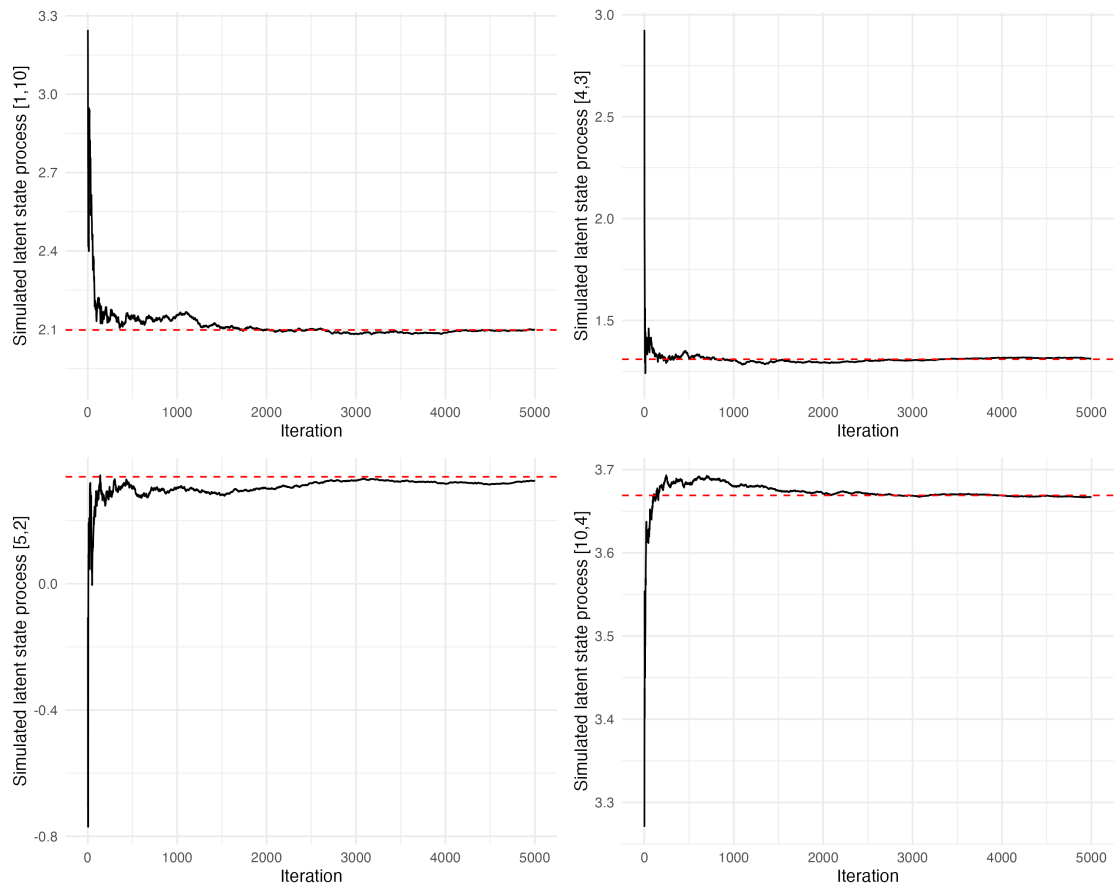 Simulated latent state process [1,10]
3.3
3.0
2.7
2.4
2.1
0 1000 2000 3000 4000 5000
Iteration
Simulated latent state process [4,3]
3.0
2.5
2.0
1.5
0 1000 2000 3000 4000 5000
Iteration
Simulated latent state process [5,2]
0.0
-0.4
-0.8
0 1000 2000 3000 4000 5000
Iteration
Simulated latent state process [10,4]
3.7
3.6
3.5
3.4
3.3
0 1000 2000 3000 4000 5000
Iteration